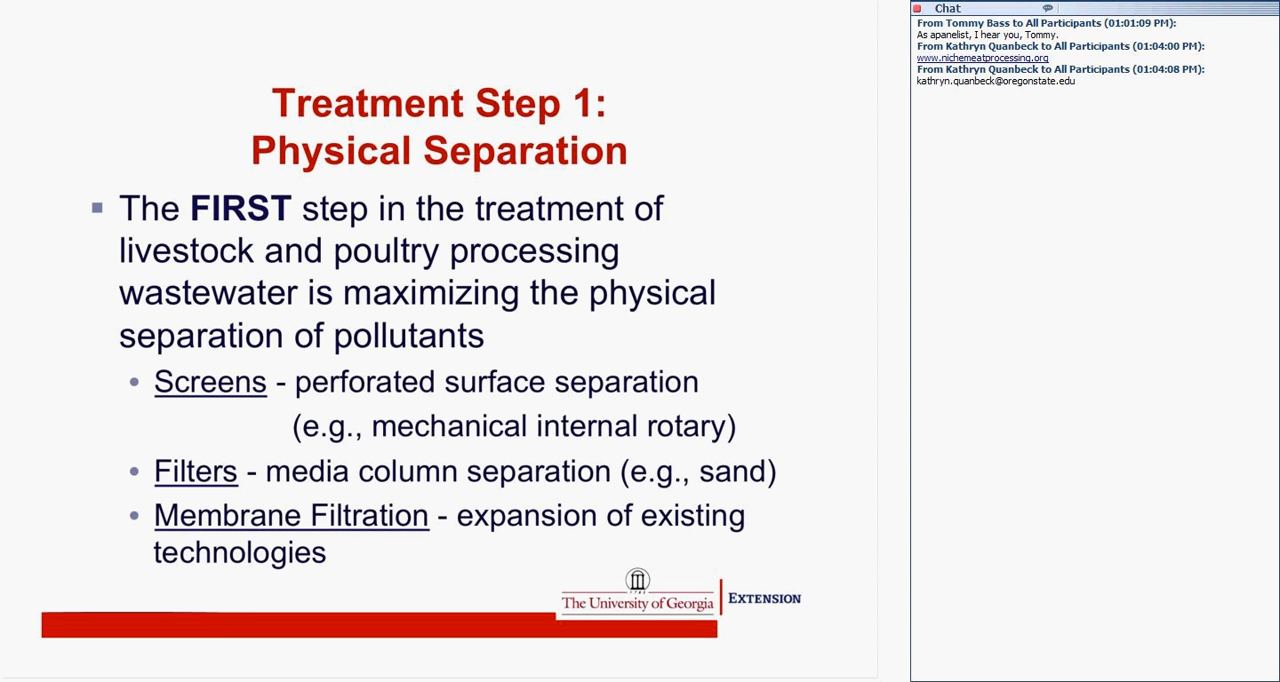 Treatment Step 1:
Physical Separation
The FIRST step in the treatment of
livestock and poultry processing
wastewater is maximizing the physical
separation of pollutants
Screens - perforated surface separation
(e.g., mechanical internal rotary)
Filters - media column separation (e.g., sand)
Membrane Filtration - expansion of existing
technologies
The University of Georgia
EXTENSION
Chat
From Tommy Bass to All Participants (01:01:09 PM):
As apanelist, I hear you, Tommy.
From Kathryn Quanbeck to All Participants (01:04:00 PM):
www.nichemeatprocessing.org
From Kathryn Quanbeck to All Participants (01:04:08 PM):
kathryn.quanbeck@oregonstate.edu